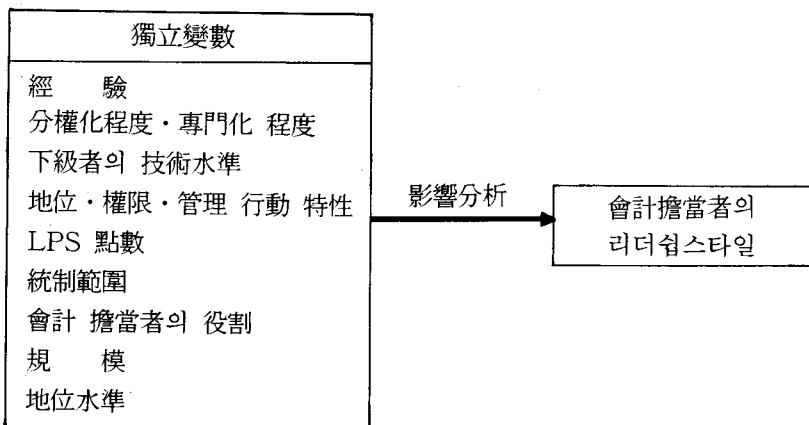 獨立變數
經 驗
分權化程度·專門化 程度
下級者의 技術水準
地位·權限·管理 行動 特性
LPS 點數
統制範圍
會計 擔當者의 役割
規 模
地位水準
影響分析
會計擔當者의
리더쉽스타일